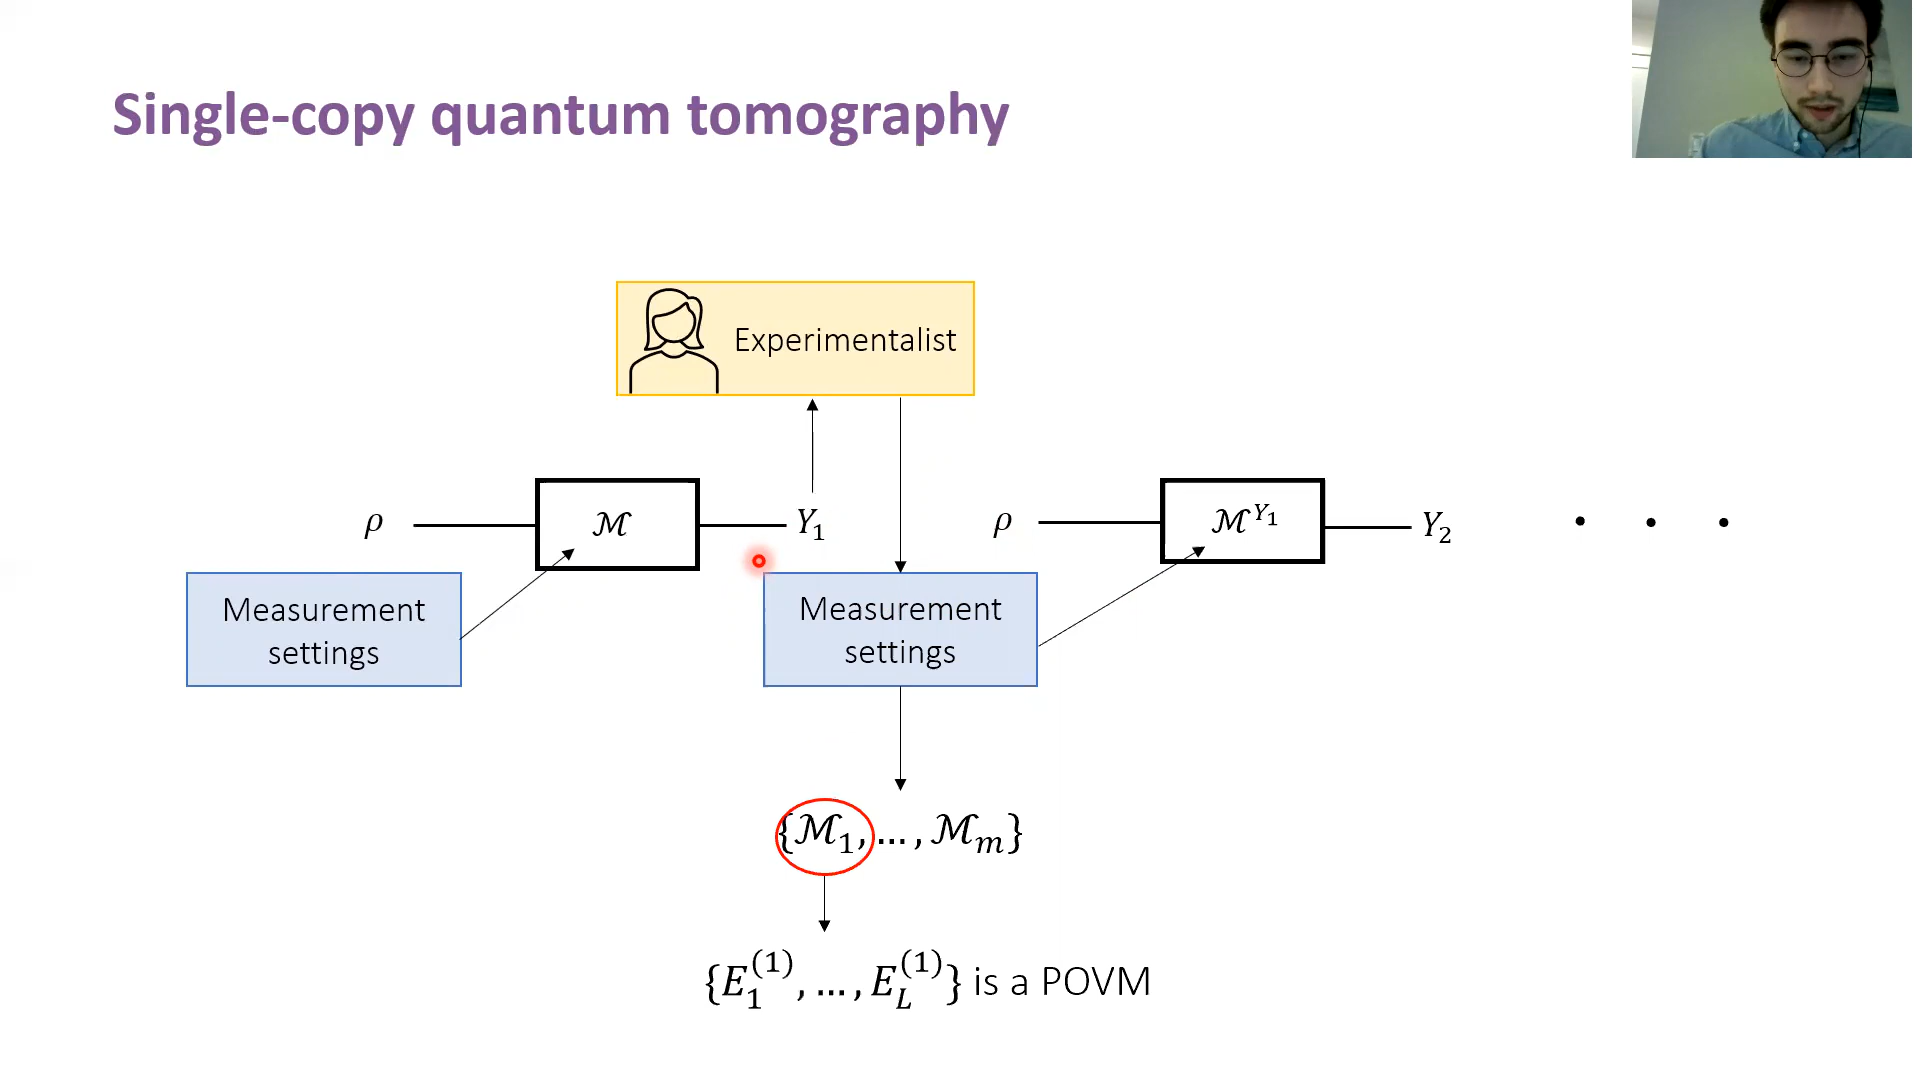 Single-copy quantum tomography
Experimentalist
ρ
ℳ
Y₁
ρ
ℳ^{Y₁}
Y₂
. . .
Measurement
settings
Measurement
settings
{ℳ₁, … , ℳₘ}
{E₁⁽¹⁾, … , E_L⁽¹⁾} is a POVM